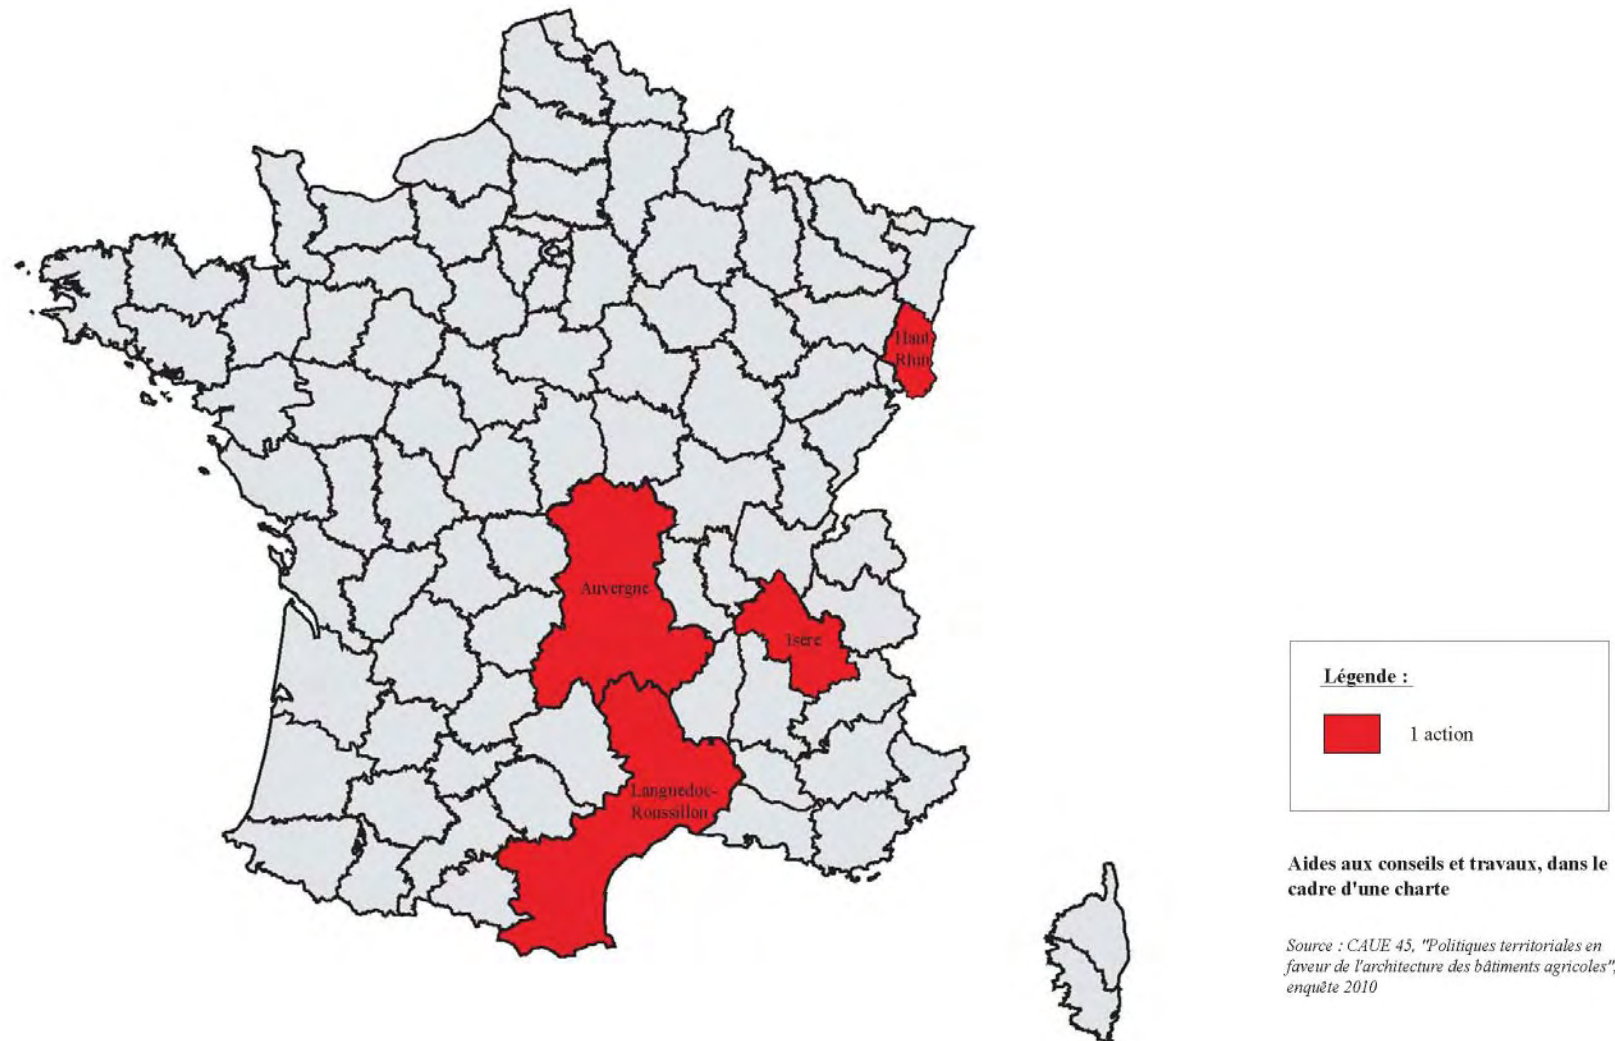 Haut
Rhin
Auvergne
Isère
Languedoc-
Roussillon
Légende :
1 action
Aides aux conseils et travaux, dans le
cadre d'une charte
Source : CAUE 45, "Politiques territoriales en
faveur de l'architecture des bâtiments agricoles",
enquête 2010